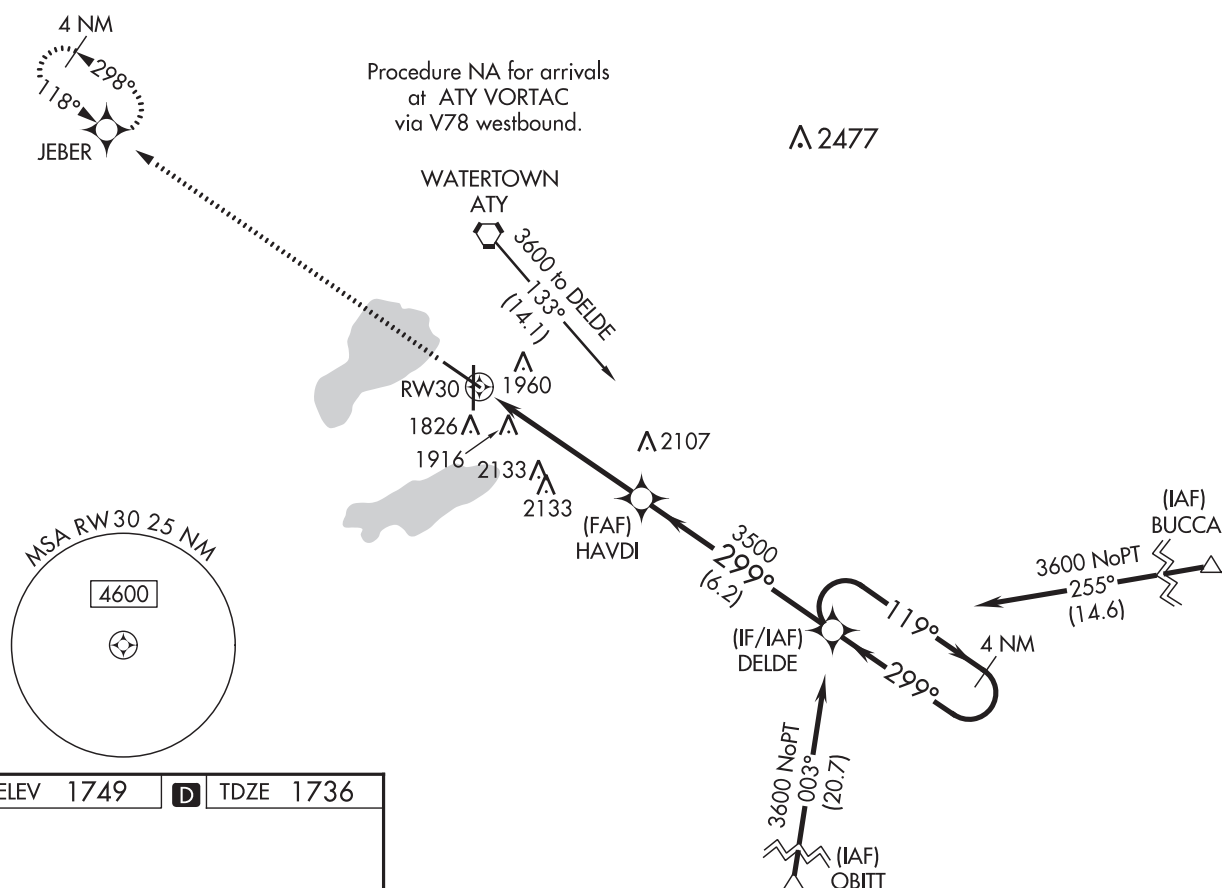 4 NM
298°
118°
JEBER
Procedure NA for arrivals
at ATY VORTAC
via V78 westbound.
2477
WATERTOWN
ATY
3600 to DELDE
133°
(14.1)
RW30
1960
1826
1916
2133
2133
2107
(FAF)
HAVDI
3500
299°
(6.2)
(IAF)
BUCCA
3600 NoPT
255°
(14.6)
(IF/IAF)
DELDE
119°
4 NM
299°
MSA RW30 25 NM
4600
3600 NoPT
003°
(20.7)
(IAF)
OBITT
ELEV 1749 D TDZE 1736